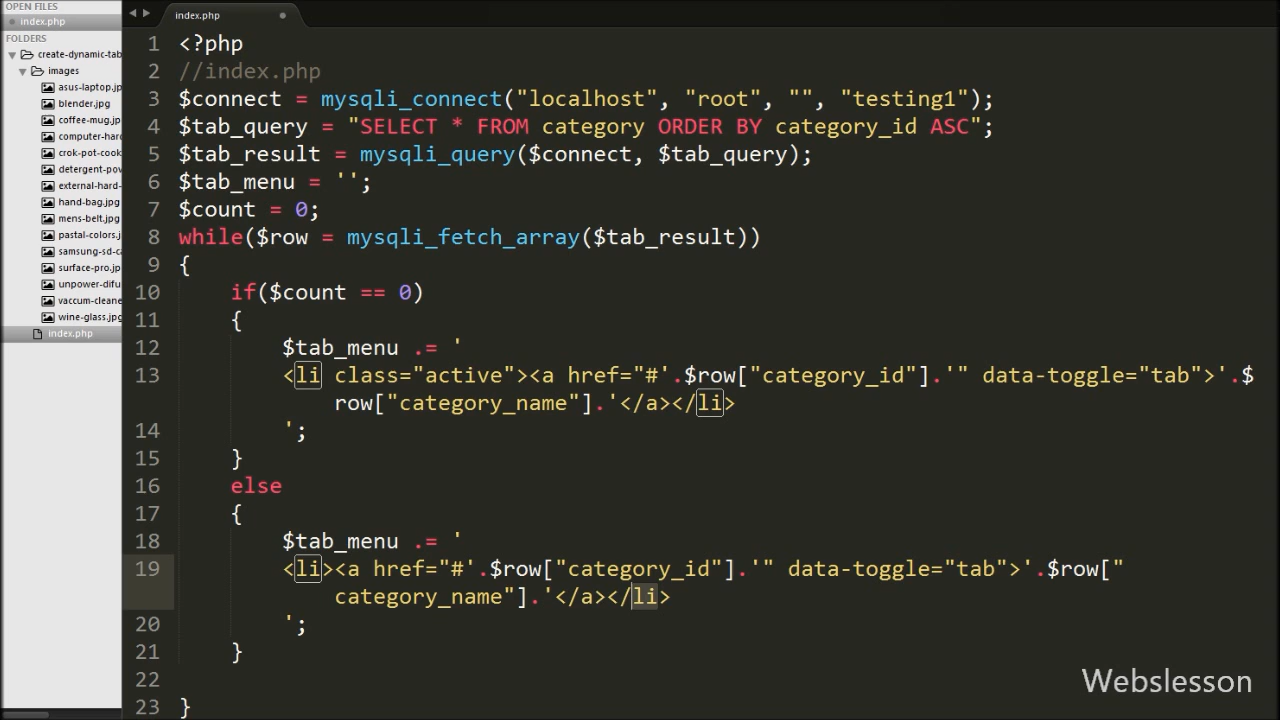 OPEN FILES
index.php
FOLDERS
create-dynamic-tab
images
asus-laptop.jp
blender.jpg
coffee-mug.jpg
computer-hard
crok-pot-cook
detergent-pow
external-hard-
hand-bag.jpg
mens-belt.jpg
pastal-colors.j
samsung-sd-ca
surface-pro.jp
unpower-difu
vaccum-cleane
wine-glass.jpg
index.php
index.php
1 <?php
2 //index.php
3 $connect = mysqli_connect("localhost", "root", "", "testing1");
4 $tab_query = "SELECT * FROM category ORDER BY category_id ASC";
5 $tab_result = mysqli_query($connect, $tab_query);
6 $tab_menu = '';
7 $count = 0;
8 while($row = mysqli_fetch_array($tab_result))
9 {
10 if($count == 0)
11 {
12 $tab_menu .= '
13 <li class="active"><a href="#'.$row["category_id"].'" data-toggle="tab">'.$
row["category_name"].'</a></li>
14 ';
15 }
16 else
17 {
18 $tab_menu .= '
19 <li><a href="#'.$row["category_id"].'" data-toggle="tab">'.$row["
category_name"].'</a></li>
20 ';
21 }
22
23 }
Webslesson